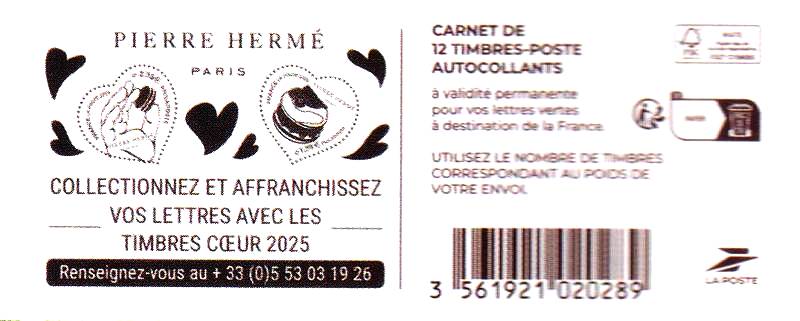 PIERRE HERMÉ
PARIS
COLLECTIONNEZ ET AFFRANCHISSEZ
VOS LETTRES AVEC LES
TIMBRES CŒUR 2025
Renseignez-vous au + 33 (0)5 53 03 19 26
CARNET DE
12 TIMBRES-POSTE
AUTOCOLLANTS
à validité permanente
pour vos lettres vertes
à destination de la France.
UTILISEZ LE NOMBRE DE TIMBRES
CORRESPONDANT AU POIDS DE
VOTRE ENVOI.
3 561921 020289
LA POSTE